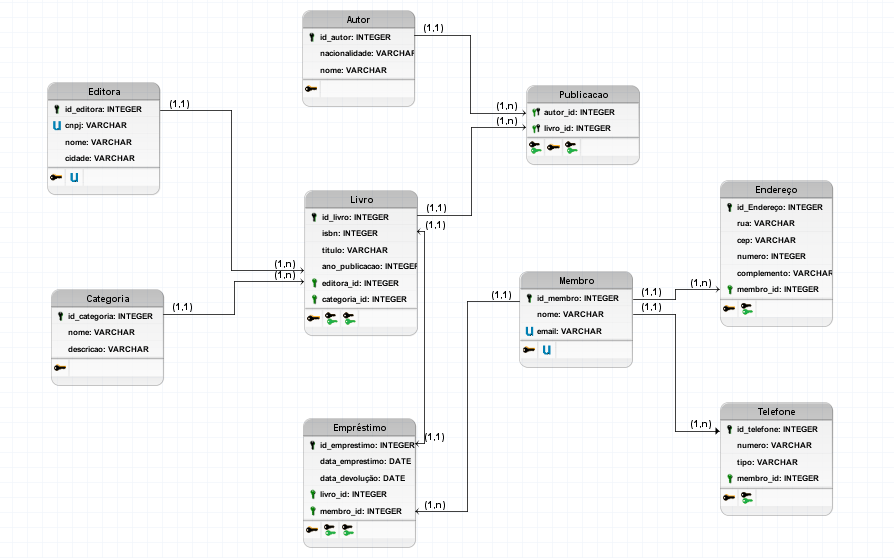 Autor
id_autor: INTEGER
nacionalidade: VARCHAR
nome: VARCHAR
(1,1)
Editora
id_editora: INTEGER
cnpj: VARCHAR
nome: VARCHAR
cidade: VARCHAR
(1,1)
Publicacao
autor_id: INTEGER
livro_id: INTEGER
(1,n)
(1,n)
Livro
id_livro: INTEGER
isbn: INTEGER
titulo: VARCHAR
ano_publicacao: INTEGER
editora_id: INTEGER
categoria_id: INTEGER
(1,1)
(1,1)
(1,n)
(1,n)
Categoria
id_categoria: INTEGER
nome: VARCHAR
descricao: VARCHAR
(1,1)
Membro
id_membro: INTEGER
nome: VARCHAR
email: VARCHAR
(1,1)
(1,1)
(1,1)
Endereço
id_Endereço: INTEGER
rua: VARCHAR
cep: VARCHAR
numero: INTEGER
complemento: VARCHAR
membro_id: INTEGER
(1,n)
Empréstimo
id_emprestimo: INTEGER
data_emprestimo: DATE
data_devolução: DATE
livro_id: INTEGER
membro_id: INTEGER
(1,1)
(1,n)
Telefone
id_telefone: INTEGER
numero: VARCHAR
tipo: VARCHAR
membro_id: INTEGER
(1,n)